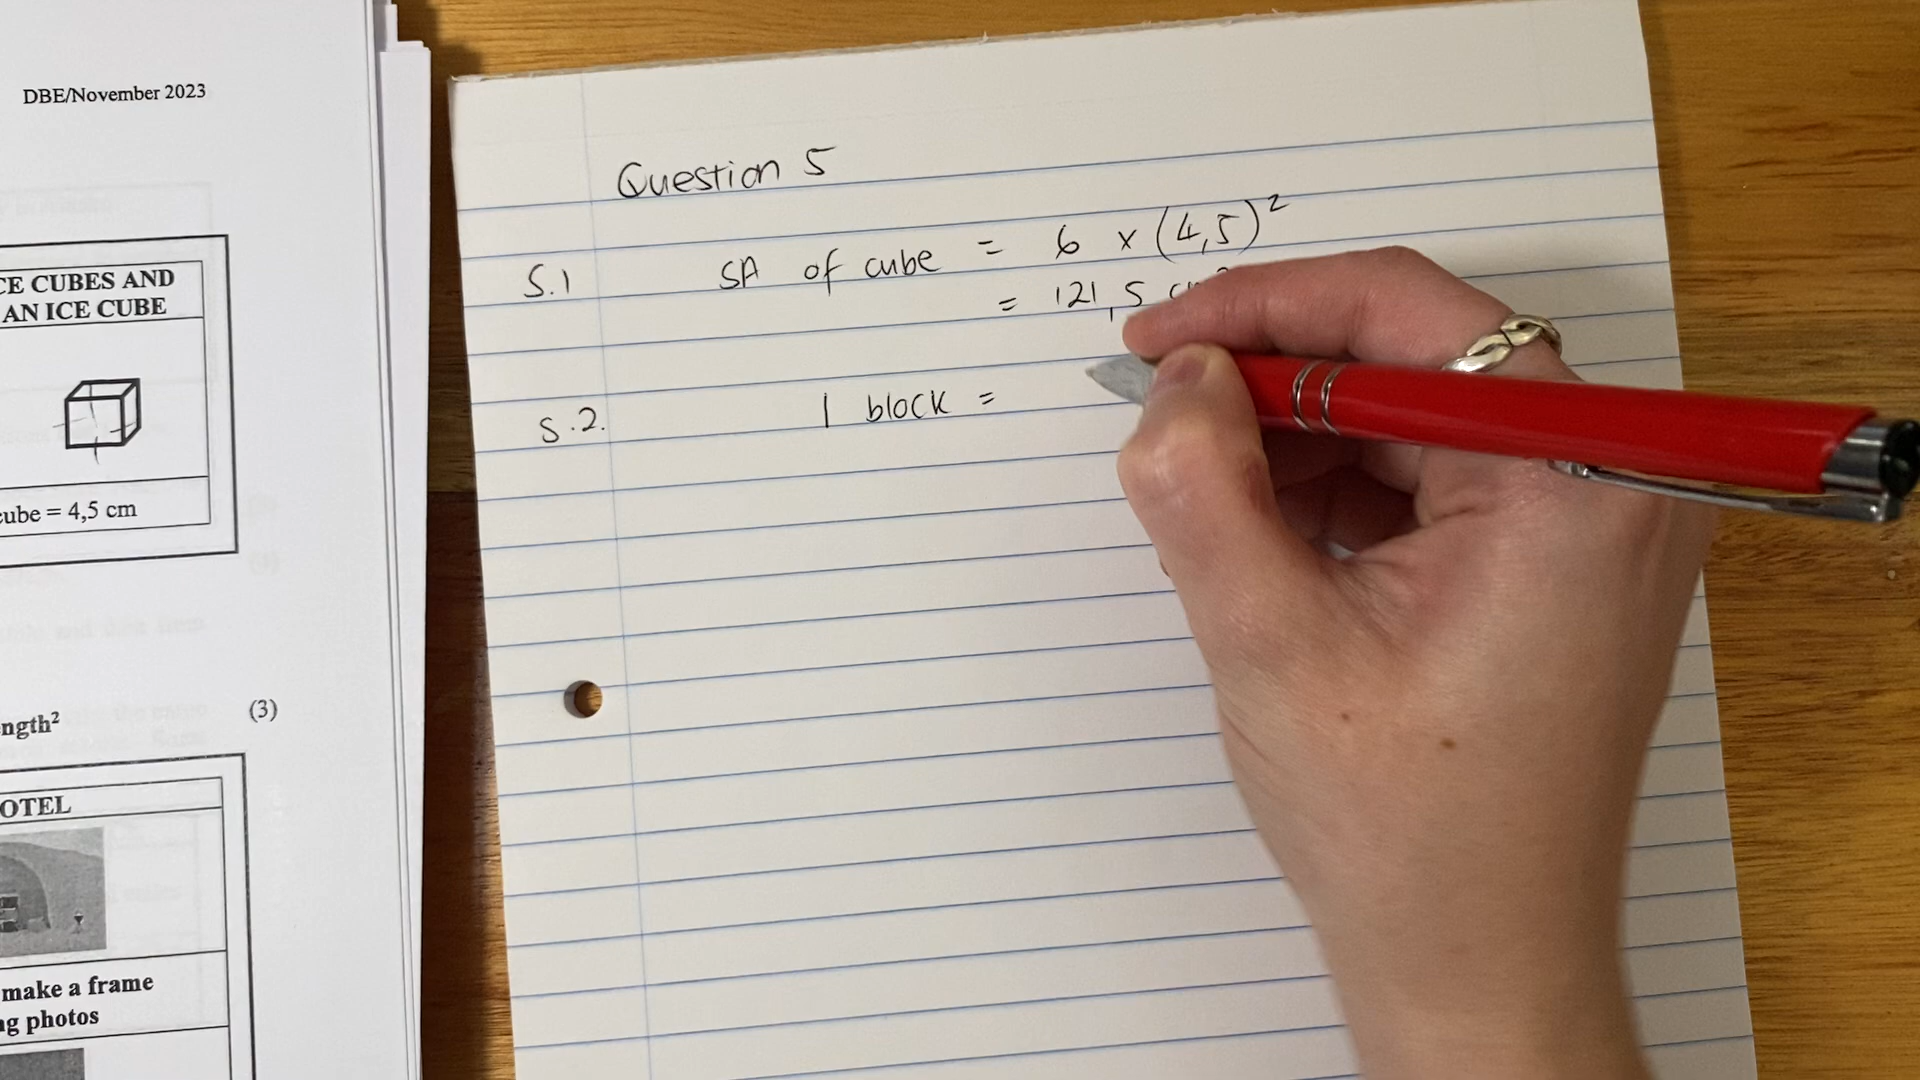 DBE/November 2023
CE CUBES AND
AN ICE CUBE
cube = 4,5 cm
ngth²
(3)
OTEL
make a frame
ng photos
Question 5
5.1 SA of cube = 6 × (4,5)²
= 121,5
5.2. 1 block =